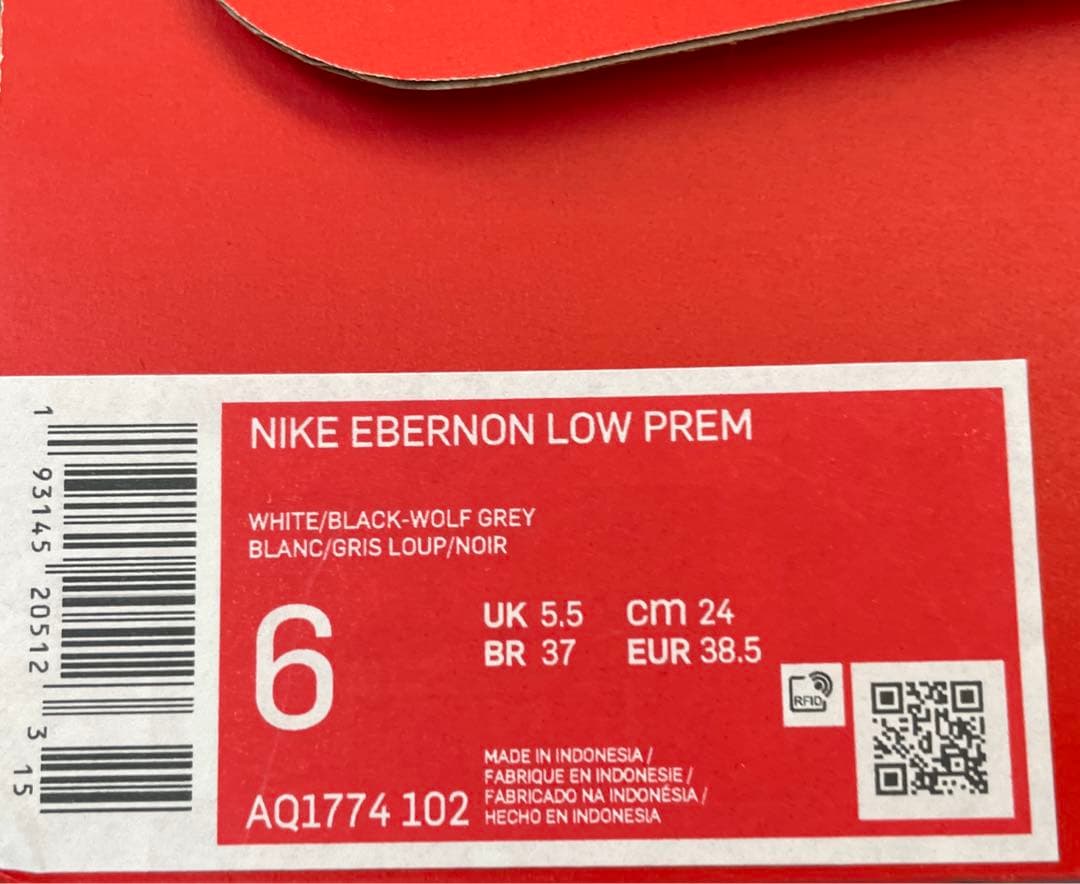 NIKE EBERNON LOW PREM
WHITE/BLACK-WOLF GREY
BLANC/GRIS LOUP/NOIR
6
UK 5.5 cm 24
BR 37 EUR 38.5
RFID
MADE IN INDONESIA /
FABRIQUE EN INDONESIE /
FABRICADO NA INDONÉSIA /
HECHO EN INDONESIA
AQ1774 102
1 93145 20512 3 15